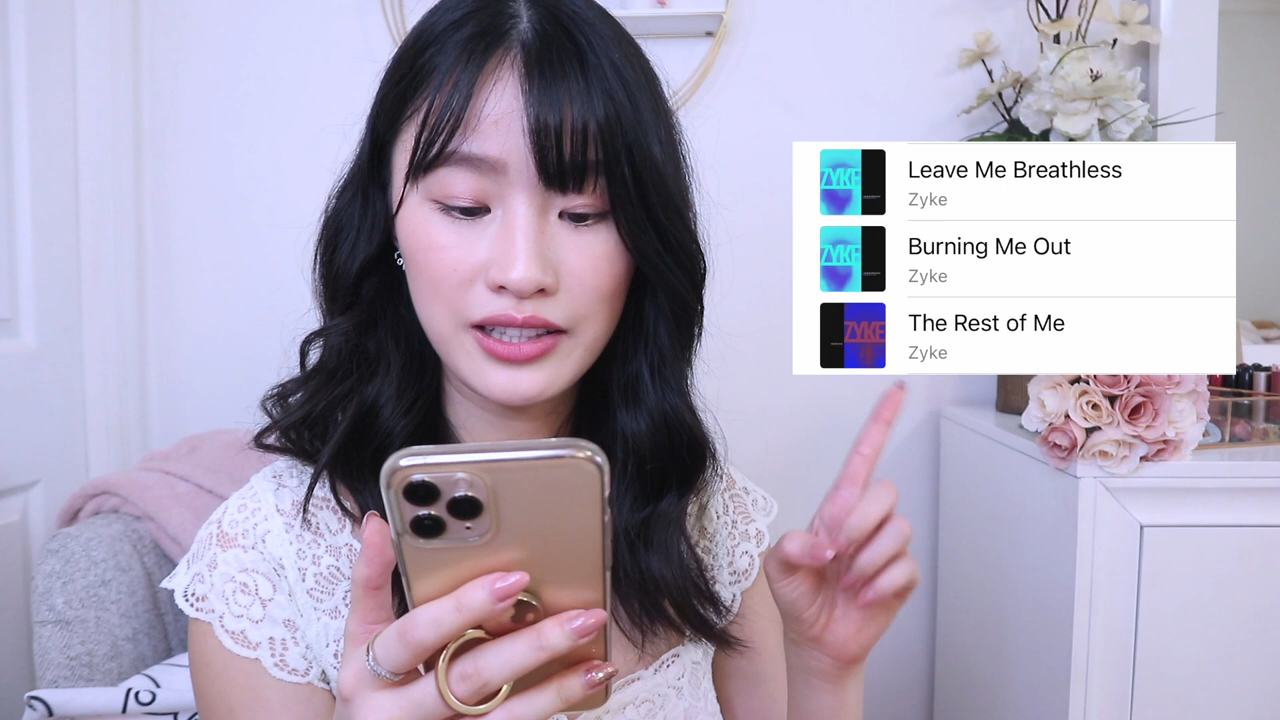 Leave Me Breathless
Zyke
Burning Me Out
Zyke
The Rest of Me
Zyke
ZYKE
ZYKE
ZYKE